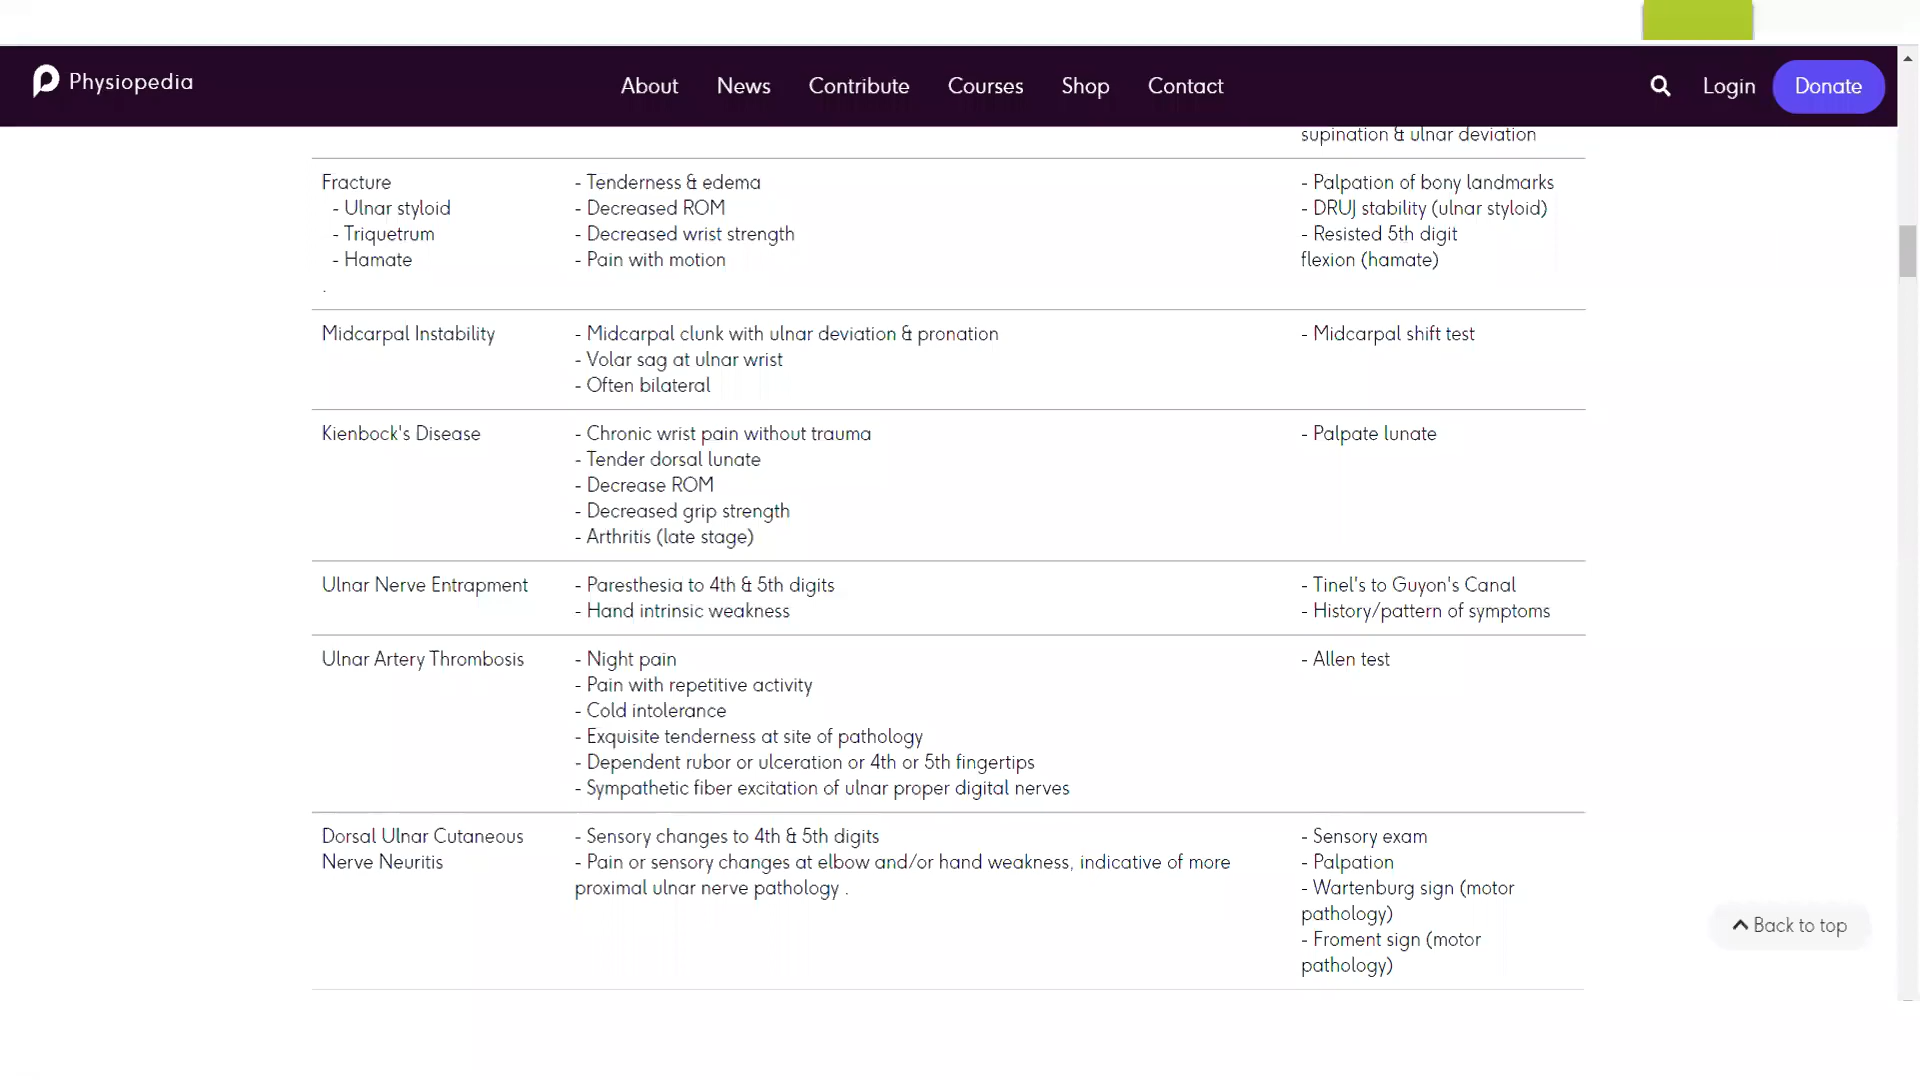 Physiopedia
About News Contribute Courses Shop Contact
Login Donate
supination & ulnar deviation
Fracture
- Ulnar styloid
- Triquetrum
- Hamate
.
- Tenderness & edema
- Decreased ROM
- Decreased wrist strength
- Pain with motion
- Palpation of bony landmarks
- DRUJ stability (ulnar styloid)
- Resisted 5th digit
flexion (hamate)
Midcarpal Instability
- Midcarpal clunk with ulnar deviation & pronation
- Volar sag at ulnar wrist
- Often bilateral
- Midcarpal shift test
Kienbock's Disease
- Chronic wrist pain without trauma
- Tender dorsal lunate
- Decrease ROM
- Decreased grip strength
- Arthritis (late stage)
- Palpate lunate
Ulnar Nerve Entrapment
- Paresthesia to 4th & 5th digits
- Hand intrinsic weakness
- Tinel's to Guyon's Canal
- History/pattern of symptoms
Ulnar Artery Thrombosis
- Night pain
- Pain with repetitive activity
- Cold intolerance
- Exquisite tenderness at site of pathology
- Dependent rubor or ulceration or 4th or 5th fingertips
- Sympathetic fiber excitation of ulnar proper digital nerves
- Allen test
Dorsal Ulnar Cutaneous
Nerve Neuritis
- Sensory changes to 4th & 5th digits
- Pain or sensory changes at elbow and/or hand weakness, indicative of more
proximal ulnar nerve pathology .
- Sensory exam
- Palpation
- Wartenburg sign (motor
pathology)
- Froment sign (motor
pathology)
Back to top